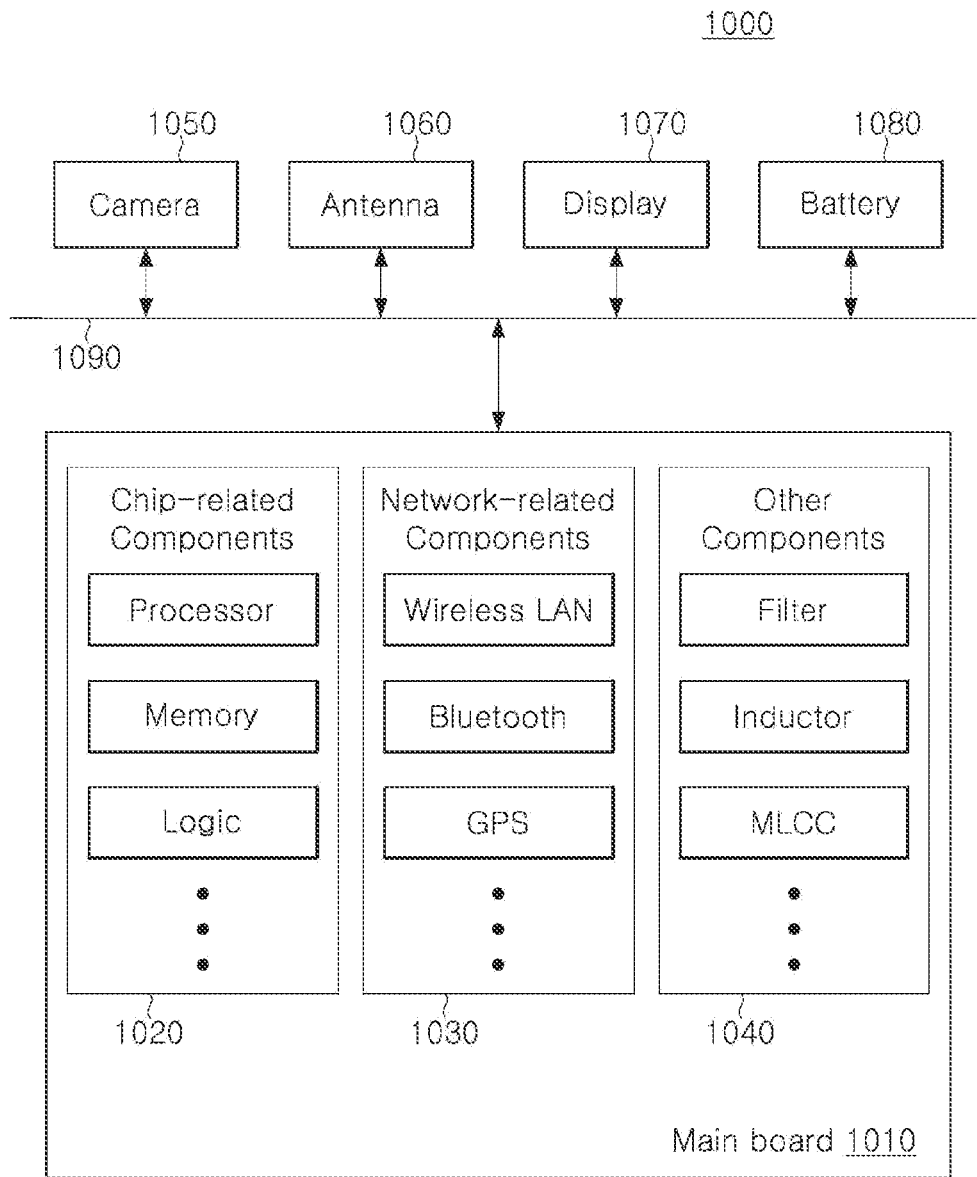 1000
1050
1060
1070
1080
Camera
Antenna
Display
Battery
1090
Chip-related
Components
Processor
Memory
Logic
1020
Network-related
Components
Wireless LAN
Bluetooth
GPS
1030
Other
Components
Filter
Inductor
MLCC
1040
Main board 1010